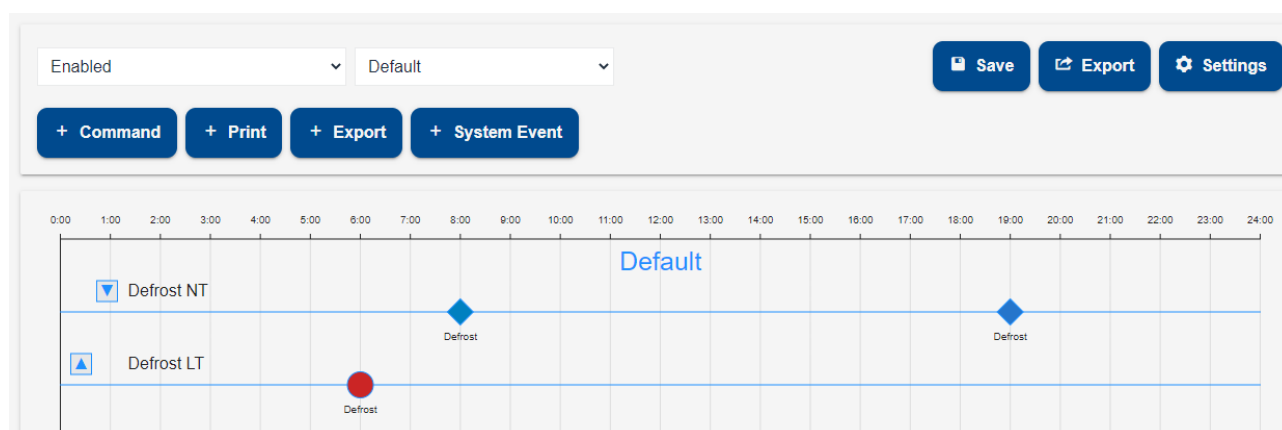 Enabled Default Save Export Settings
+ Command + Print + Export + System Event
0:00 1:00 2:00 3:00 4:00 5:00 6:00 7:00 8:00 9:00 10:00 11:00 12:00 13:00 14:00 15:00 16:00 17:00 18:00 19:00 20:00 21:00 22:00 23:00 24:00
Default
Defrost NT
Defrost Defrost
Defrost LT
Defrost